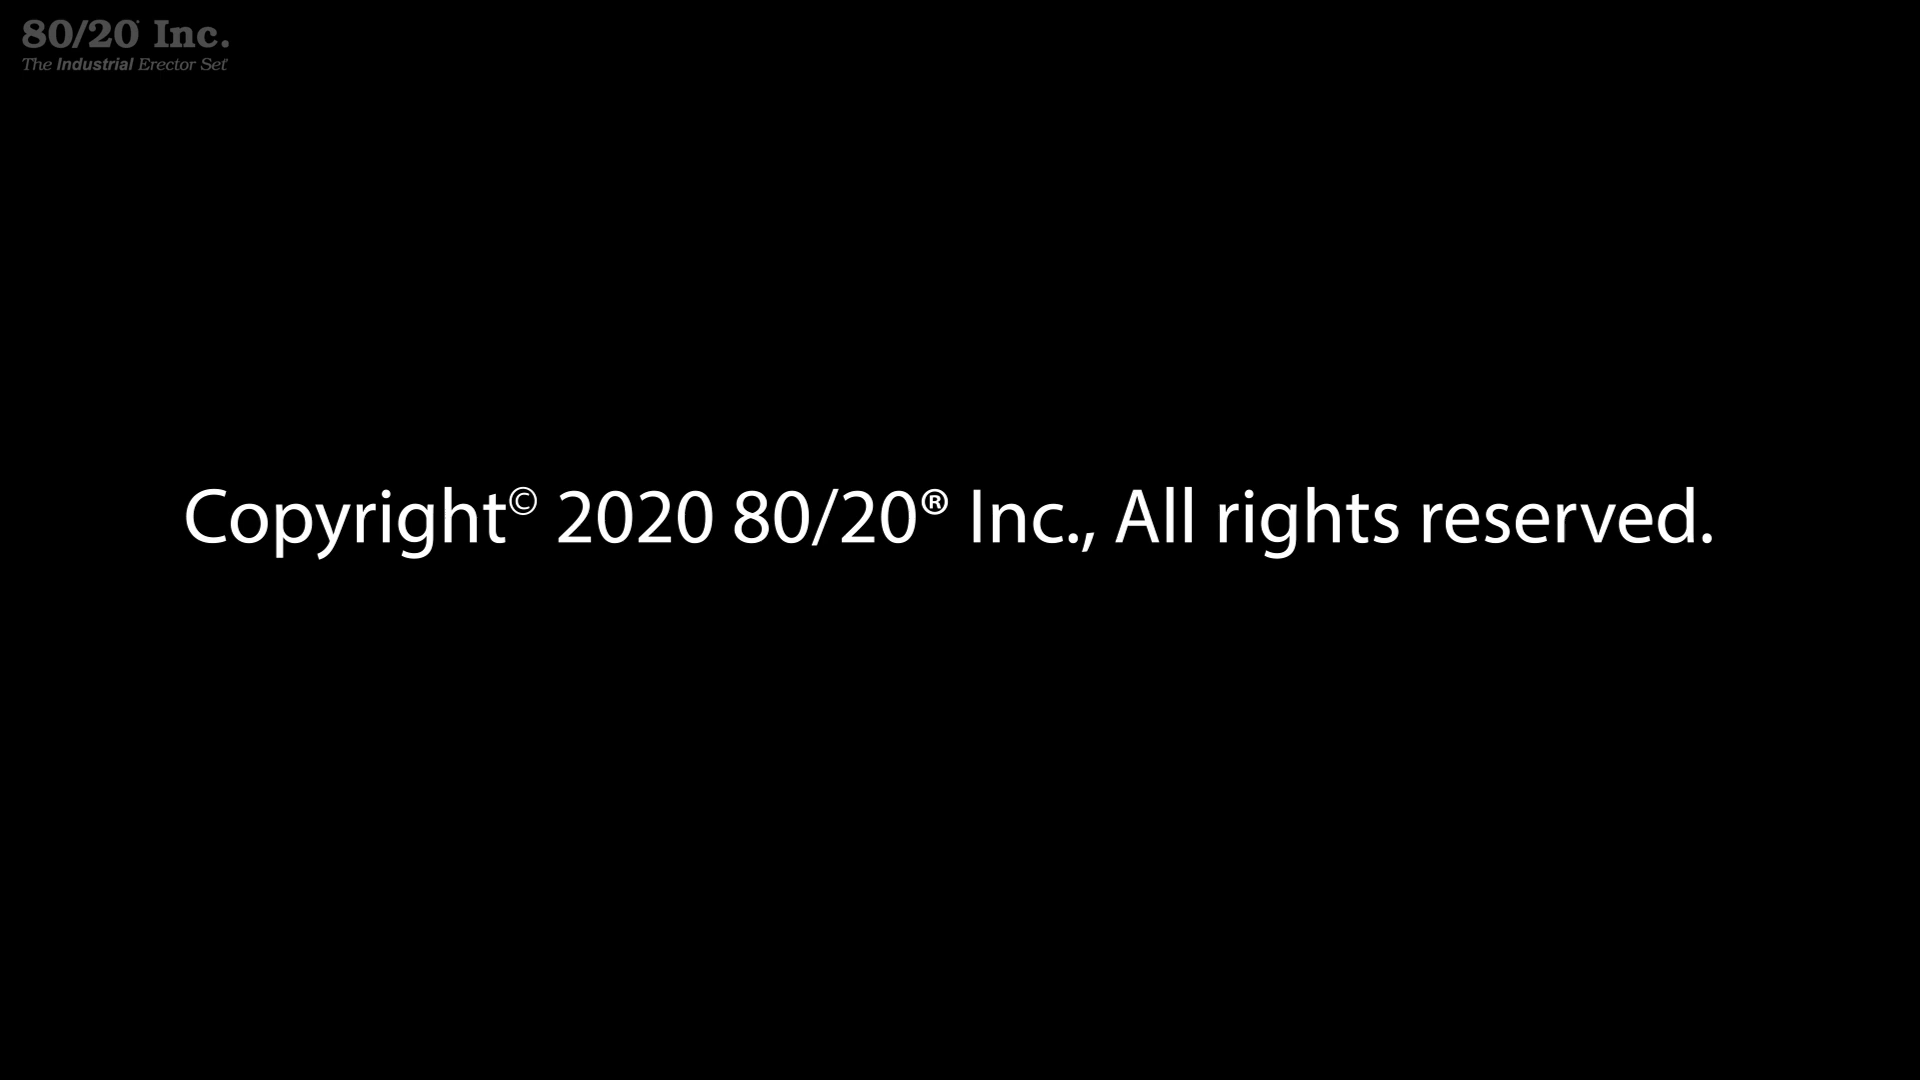 80/20® Inc.
The Industrial Erector Set®
Copyright© 2020 80/20® Inc., All rights reserved.